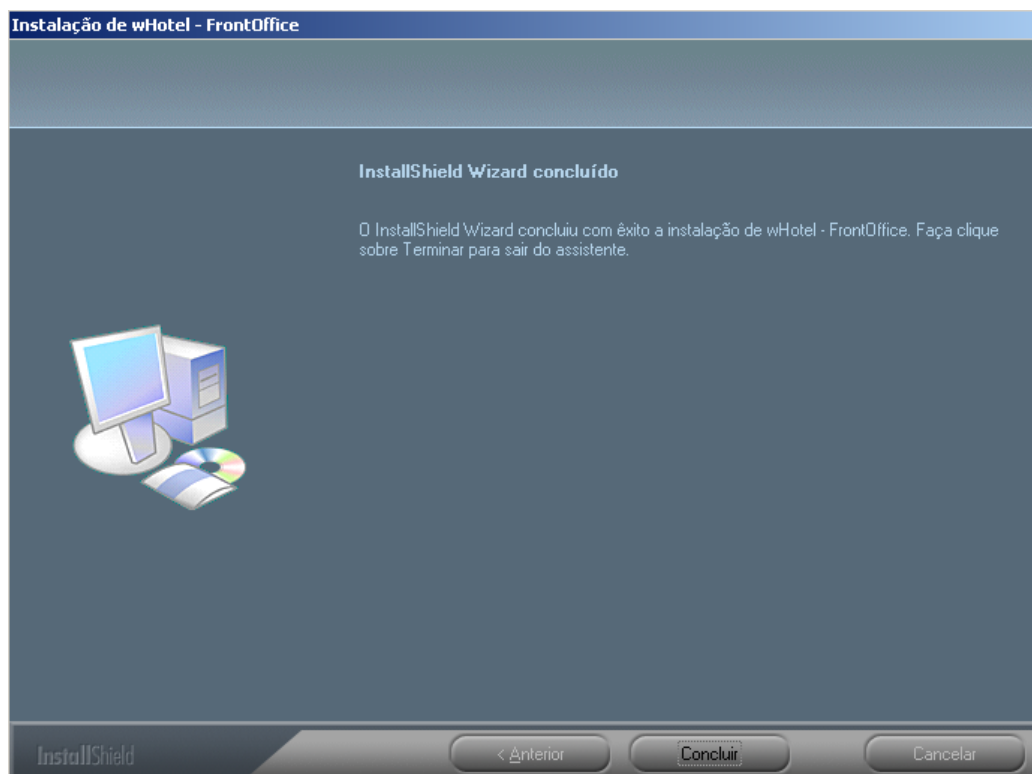 Instalação de wHotel - FrontOffice
InstallShield Wizard concluído
O InstallShield Wizard concluiu com êxito a instalação de wHotel - FrontOffice. Faça clique
sobre Terminar para sair do assistente.
InstallShield
< Anterior
Concluir
Cancelar